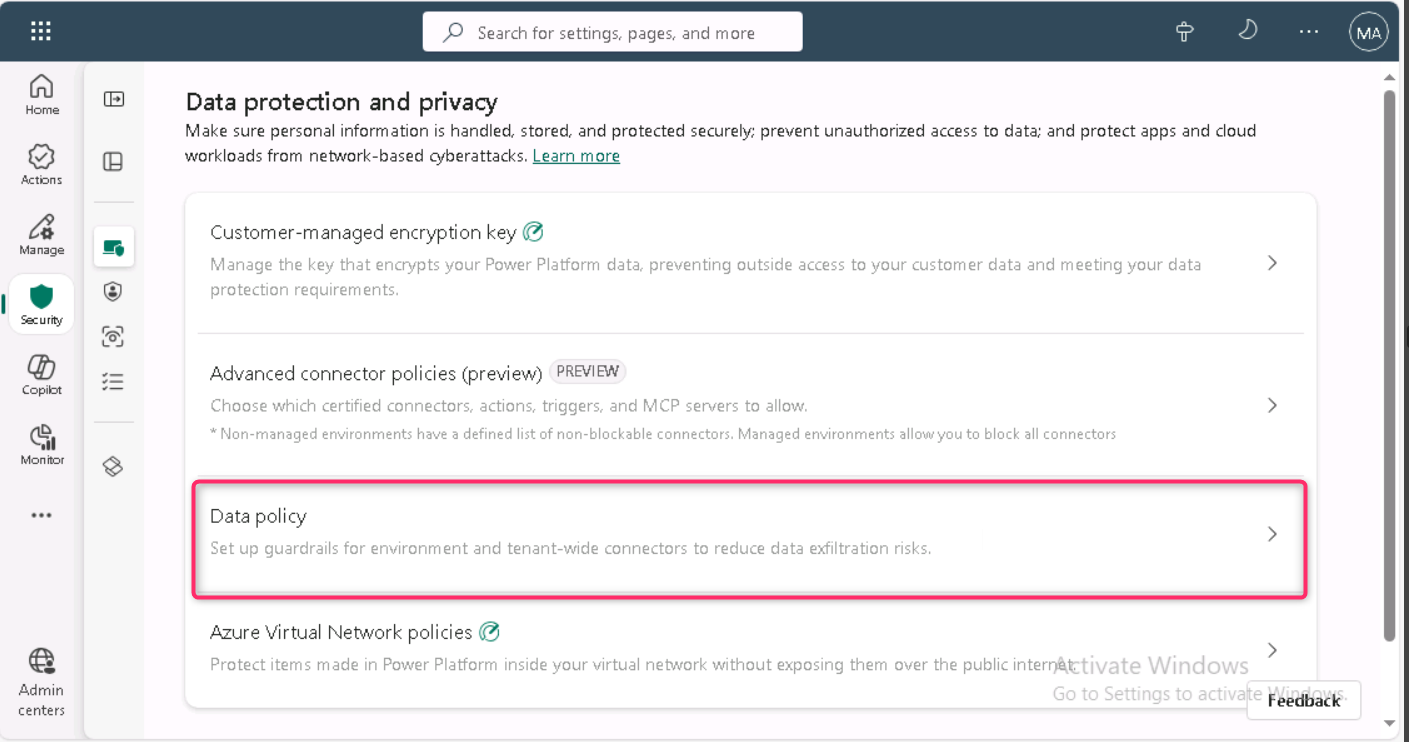 Search for settings, pages, and more
MA
Home
Actions
Manage
Security
Copilot
Monitor
Admin
centers
Data protection and privacy
Make sure personal information is handled, stored, and protected securely; prevent unauthorized access to data; and protect apps and cloud
workloads from network-based cyberattacks. Learn more
Customer-managed encryption key
Manage the key that encrypts your Power Platform data, preventing outside access to your customer data and meeting your data
protection requirements.
Advanced connector policies (preview) PREVIEW
Choose which certified connectors, actions, triggers, and MCP servers to allow.
* Non-managed environments have a defined list of non-blockable connectors. Managed environments allow you to block all connectors
Data policy
Set up guardrails for environment and tenant-wide connectors to reduce data exfiltration risks.
Azure Virtual Network policies
Protect items made in Power Platform inside your virtual network without exposing them over the public internet.
Activate Windows
Go to Settings to activate Windows.
Feedback